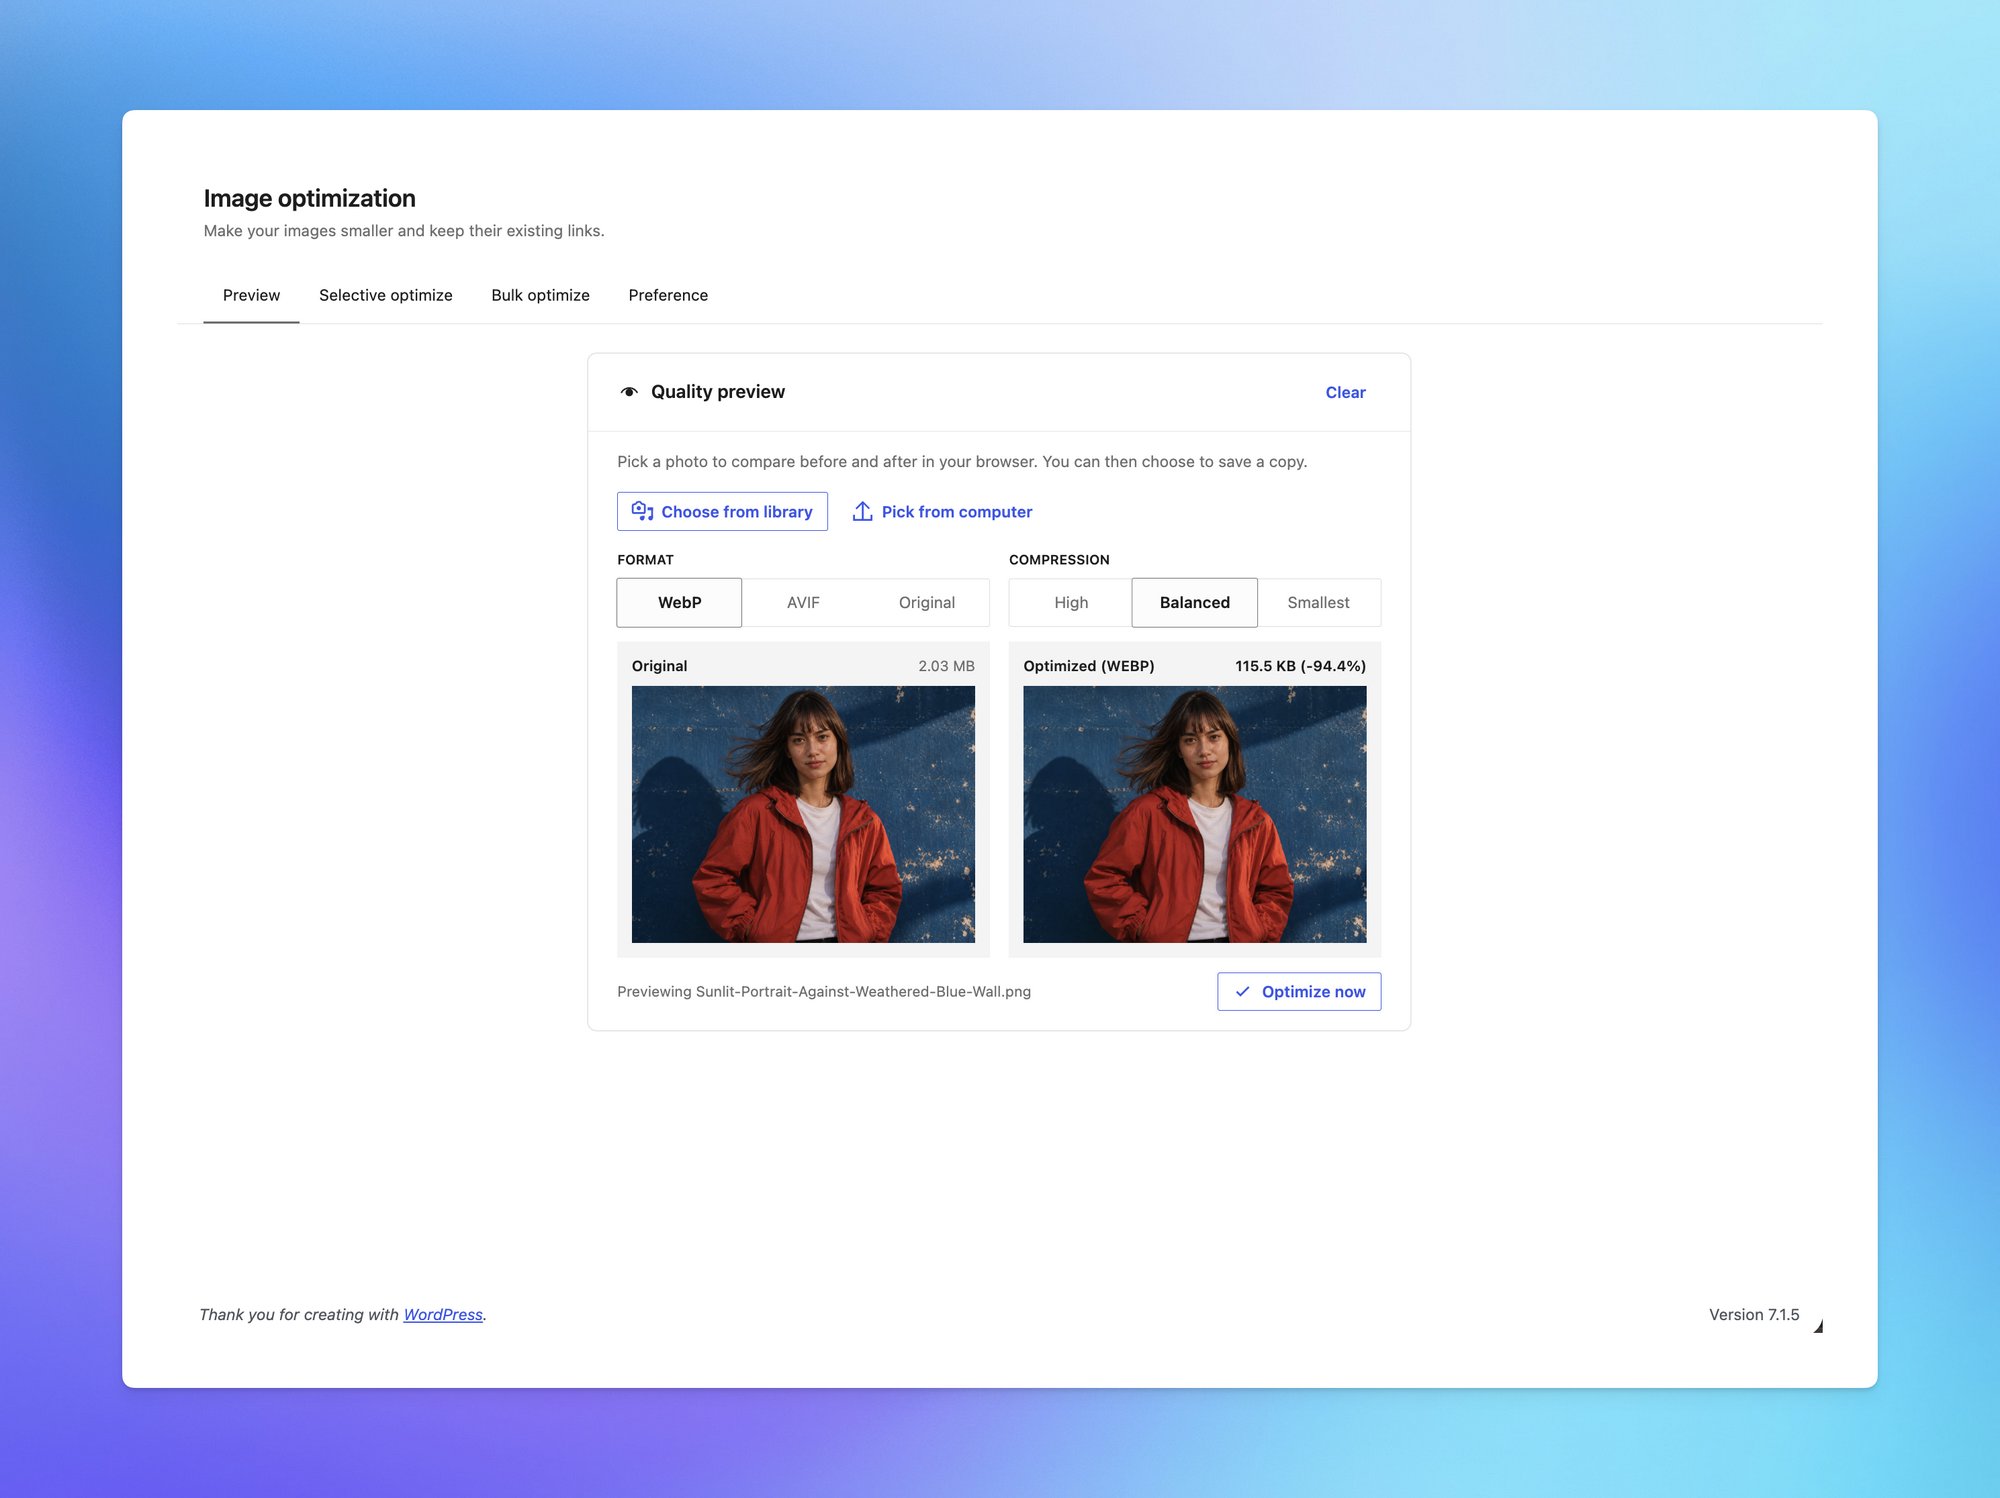 Image optimization
Make your images smaller and keep their existing links.
Preview Selective optimize Bulk optimize Preference
Quality preview Clear
Pick a photo to compare before and after in your browser. You can then choose to save a copy.
Choose from library Pick from computer
FORMAT COMPRESSION
WebP AVIF Original High Balanced Smallest
Original 2.03 MB Optimized (WEBP) 115.5 KB (-94.4%)
Previewing Sunlit-Portrait-Against-Weathered-Blue-Wall.png Optimize now
Thank you for creating with WordPress. Version 7.1.5